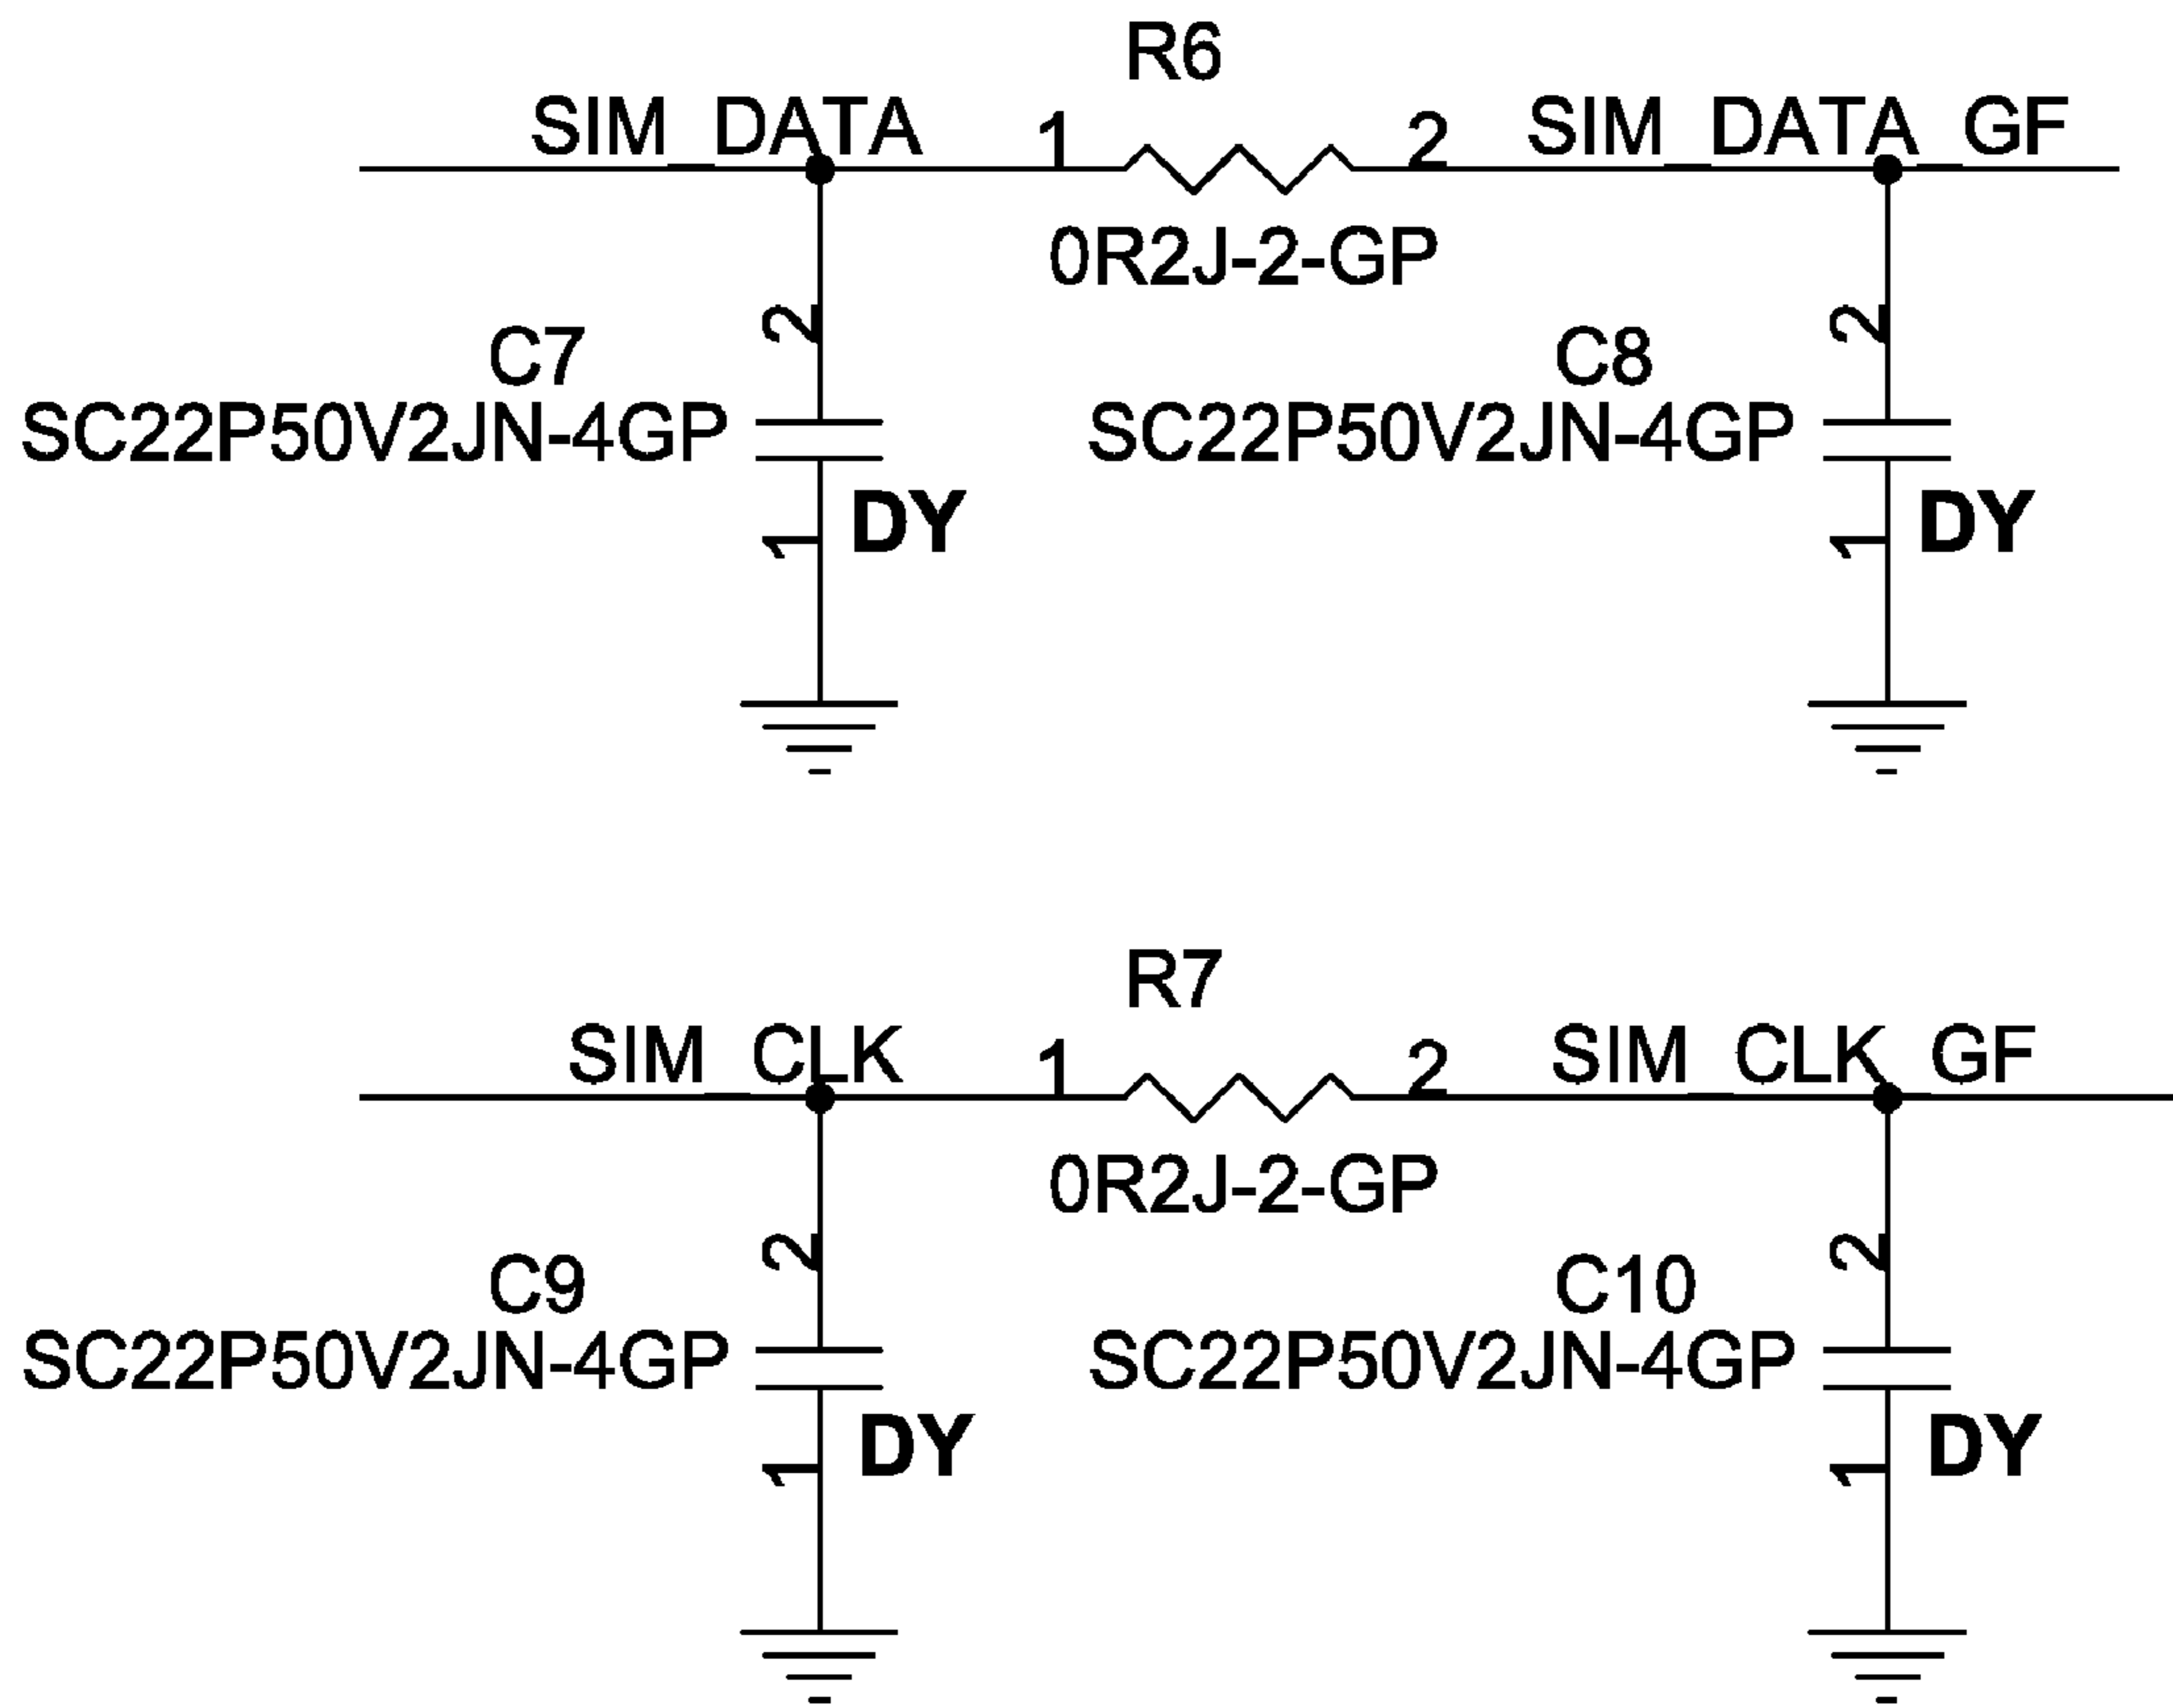 R6
SIM_DATA 1 2 SIM_DATA_GF
0R2J-2-GP
2 2
C7 C8
SC22P50V2JN-4GP SC22P50V2JN-4GP
DY DY
1 1
R7
SIM_CLK 1 2 SIM_CLK_GF
0R2J-2-GP
2 2
C9 C10
SC22P50V2JN-4GP SC22P50V2JN-4GP
DY DY
1 1